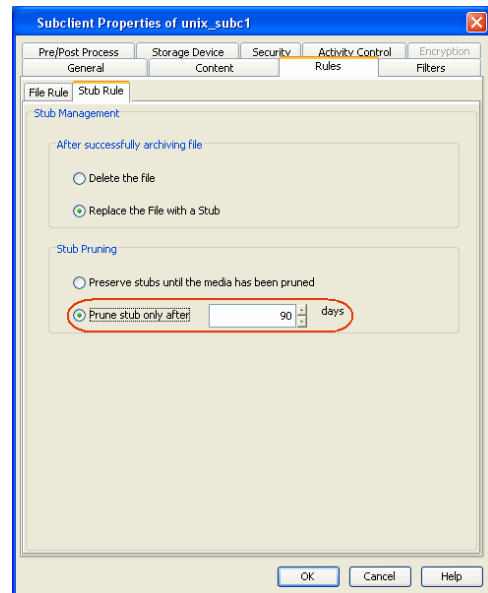 Subclient Properties of unix_subc1
Pre/Post Process Storage Device Security Activity Control Encryption
General Content Rules Filters
File Rule Stub Rule
Stub Management
After successfully archiving file
Delete the file
Replace the File with a Stub
Stub Pruning
Preserve stubs until the media has been pruned
Prune stub only after 90 days
OK Cancel Help